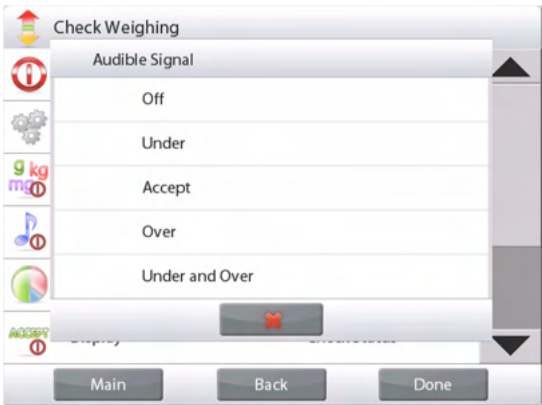 Check Weighing
Audible Signal
Off
Under
g kg
mg
Accept
Over
Under and Over
ACCEPT
Main
Back
Done